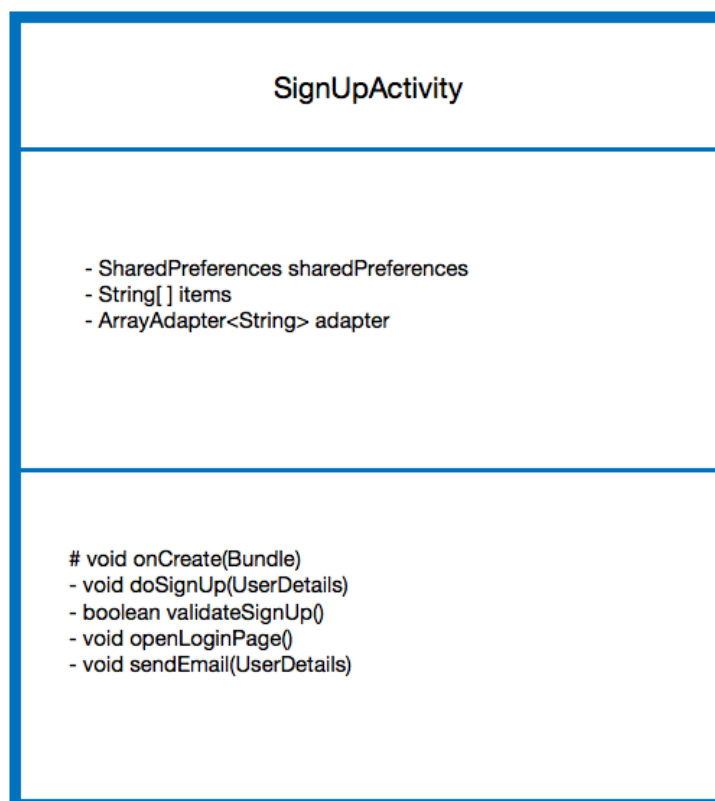 SignUpActivity
- SharedPreferences sharedPreferences
- String[ ] items
- ArrayAdapter<String> adapter
# void onCreate(Bundle)
- void doSignUp(UserDetails)
- boolean validateSignUp()
- void openLoginPage()
- void sendEmail(UserDetails)